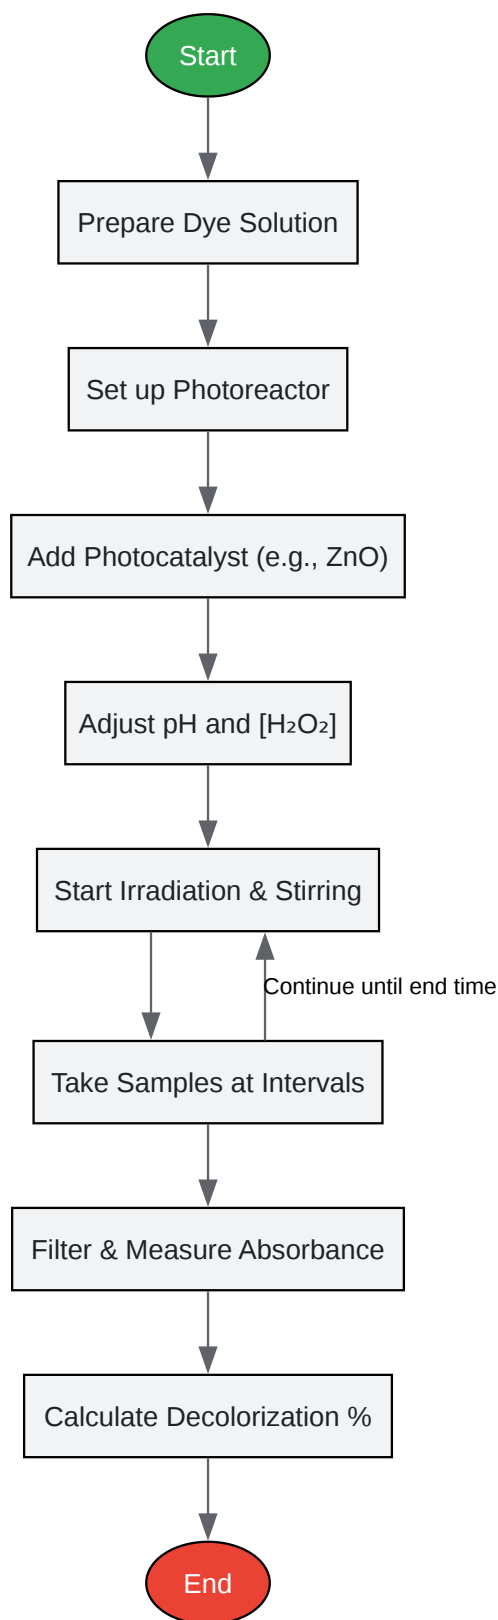 Start
Prepare Dye Solution
Set up Photoreactor
Add Photocatalyst (e.g., ZnO)
Adjust pH and [H₂O₂]
Start Irradiation & Stirring
Continue until end time
Take Samples at Intervals
Filter & Measure Absorbance
Calculate Decolorization %
End